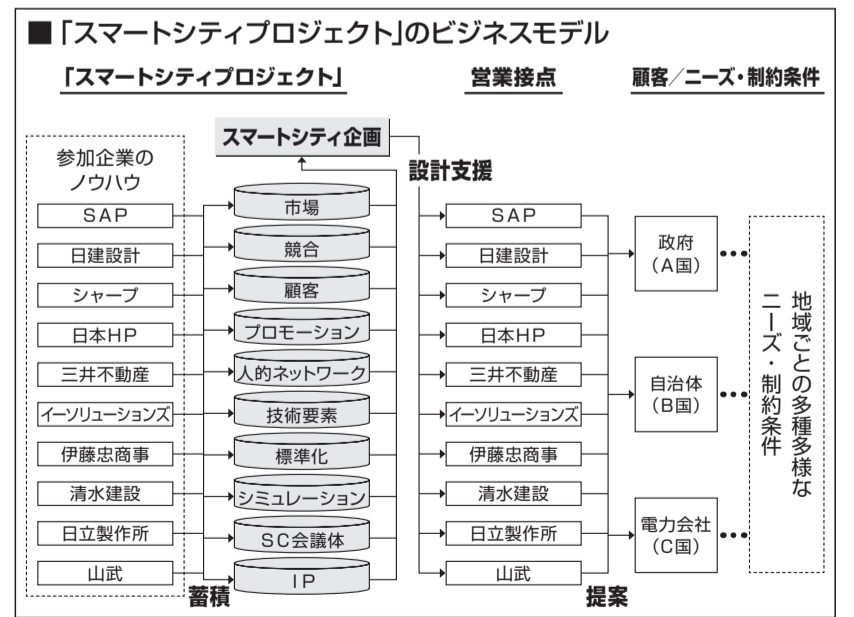 ■「スマートシティプロジェクト」のビジネスモデル
「スマートシティプロジェクト」
営業接点
顧客／ニーズ・制約条件
スマートシティ企画
設計支援
参加企業の
ノウハウ
SAP
日建設計
シャープ
日本HP
三井不動産
イーソリューションズ
伊藤忠商事
清水建設
日立製作所
山武
蓄積
市場
競合
顧客
プロモーション
人的ネットワーク
技術要素
標準化
シミュレーション
SC会議体
IP
SAP
日建設計
シャープ
日本HP
三井不動産
イーソリューションズ
伊藤忠商事
清水建設
日立製作所
山武
提案
政府
（A国）
自治体
（B国）
電力会社
（C国）
地域ごとの多種多様な
ニーズ・制約条件